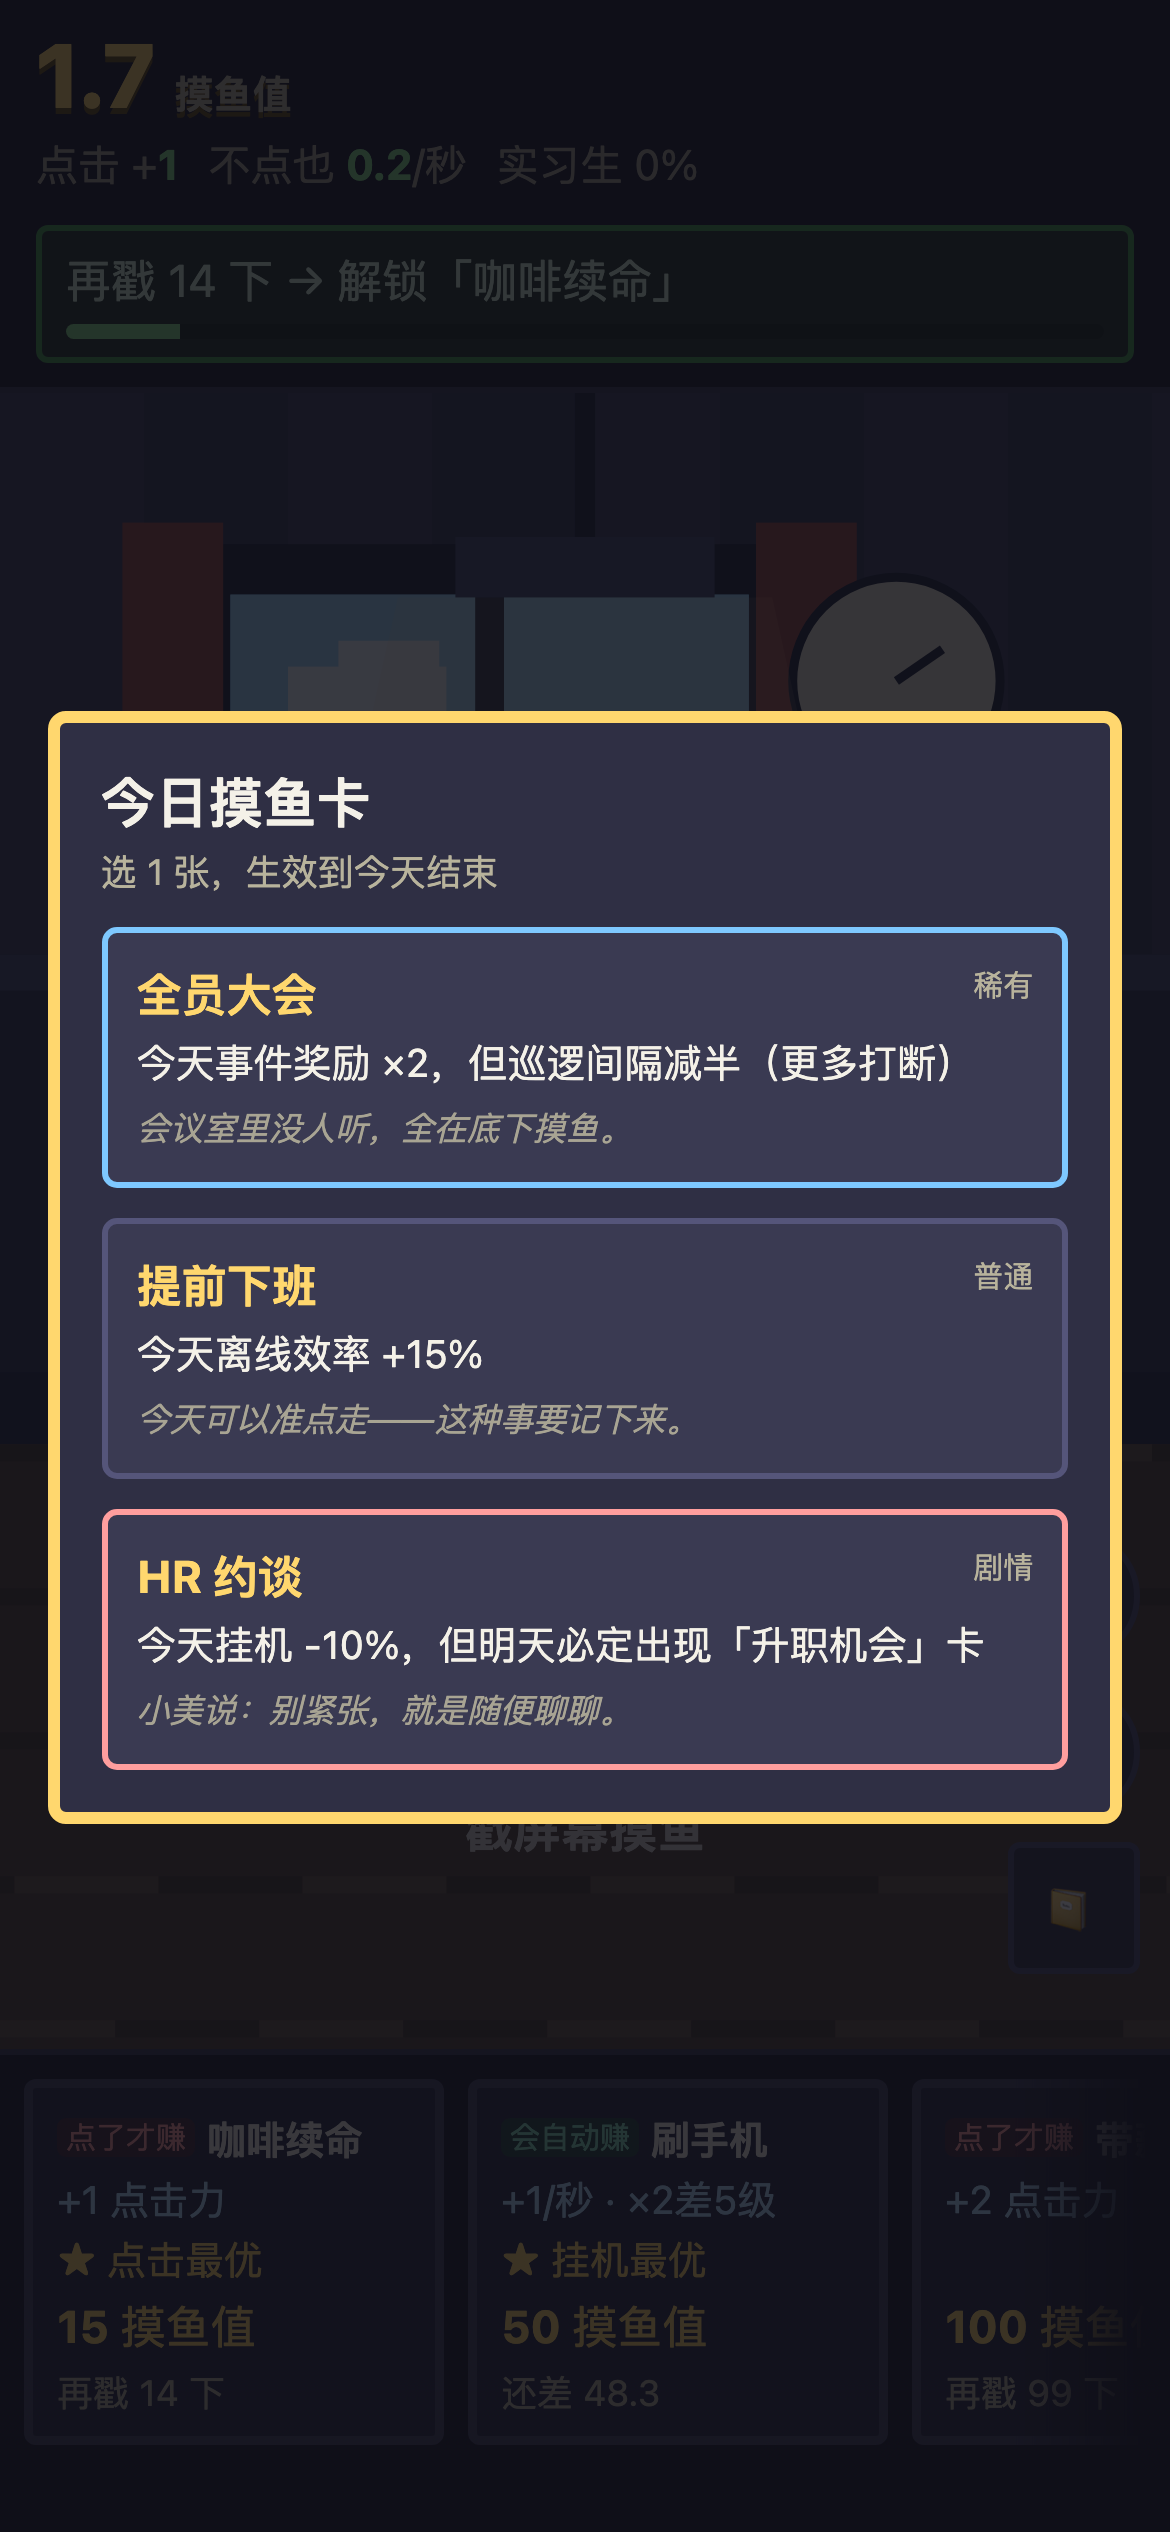 1.7 摸鱼值
点击 +1 不点也 0.2/秒 实习生 0%
再戳 14 下 → 解锁「咖啡续命」
今日摸鱼卡
选 1 张，生效到今天结束
全员大会 稀有
今天事件奖励 ×2，但巡逻间隔减半（更多打断）
会议室里没人听，全在底下摸鱼。
提前下班 普通
今天离线效率 +15%
今天可以准点走——这种事要记下来。
HR 约谈 剧情
今天挂机 -10%，但明天必定出现「升职机会」卡
小美说：别紧张，就是随便聊聊。
戳屏幕摸鱼
点了才赚 咖啡续命
+1 点击力
★ 点击最优
15 摸鱼值
再戳 14 下
会自动赚 刷手机
+1/秒 · ×2差5级
★ 挂机最优
50 摸鱼值
还差 48.3
点了才赚 带
+2 点击力
100 摸鱼
再戳 99 下